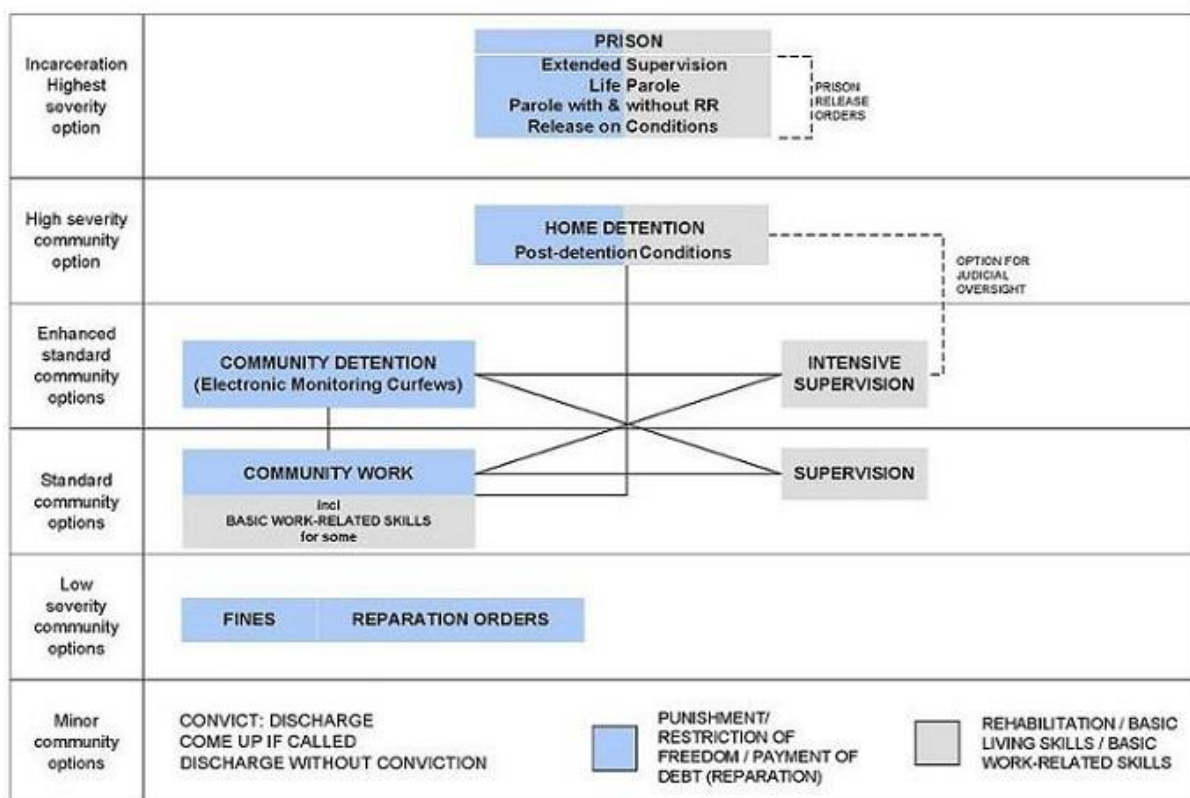 Incarceration
Highest
severity
option
PRISON
Extended Supervision
Life Parole
Parole with & without RR
Release on Conditions
PRISON
RELEASE
ORDERS
High severity
community
option
HOME DETENTION
Post-detention Conditions
OPTION FOR
JUDICIAL
OVERSIGHT
Enhanced
standard
community
options
COMMUNITY DETENTION
(Electronic Monitoring Curfews)
INTENSIVE
SUPERVISION
Standard
community
options
COMMUNITY WORK
incl
BASIC WORK-RELATED SKILLS
for some
SUPERVISION
Low
severity
community
options
FINES
REPARATION ORDERS
Minor
community
options
CONVICT: DISCHARGE
COME UP IF CALLED
DISCHARGE WITHOUT CONVICTION
PUNISHMENT/
RESTRICTION OF
FREEDOM / PAYMENT OF
DEBT (REPARATION)
REHABILITATION / BASIC
LIVING SKILLS / BASIC
WORK-RELATED SKILLS